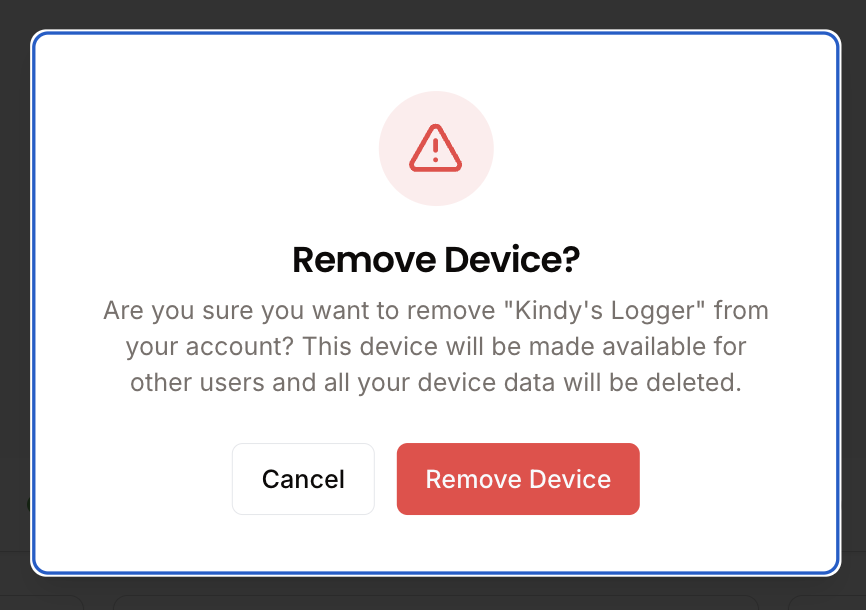 Remove Device?
Are you sure you want to remove "Kindy's Logger" from
your account? This device will be made available for
other users and all your device data will be deleted.
Cancel
Remove Device